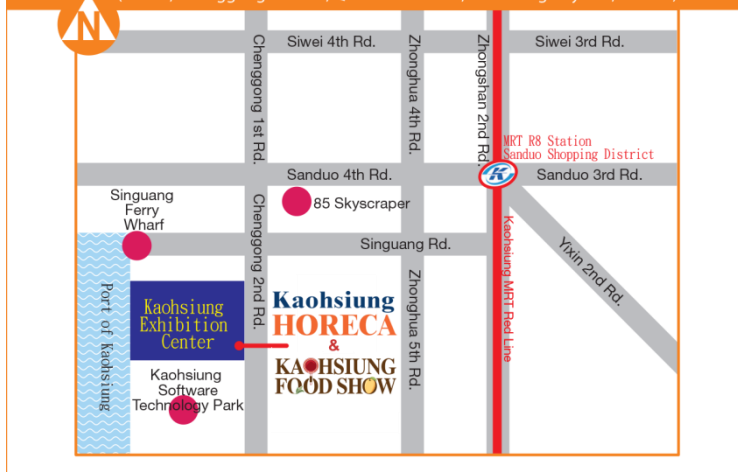 N
Siwei 4th Rd.
Siwei 3rd Rd.
Chenggong 1st Rd.
Zhonghua 4th Rd.
Zhongshan 2nd Rd.
MRT R8 Station
Sanduo Shopping District
Sanduo 4th Rd.
K
Sanduo 3rd Rd.
Singuang
Ferry
Wharf
85 Skyscraper
Chenggong 2nd Rd.
Singuang Rd.
Zhonghua 5th Rd.
Kaohsiung MRT Red Line
Yixin 2nd Rd.
Port of Kaohsiung
Kaohsiung
Exhibition
Center
Kaohsiung
HORECA
&
KAOHSIUNG
FOOD SHOW
Kaohsiung
Software
Technology Park